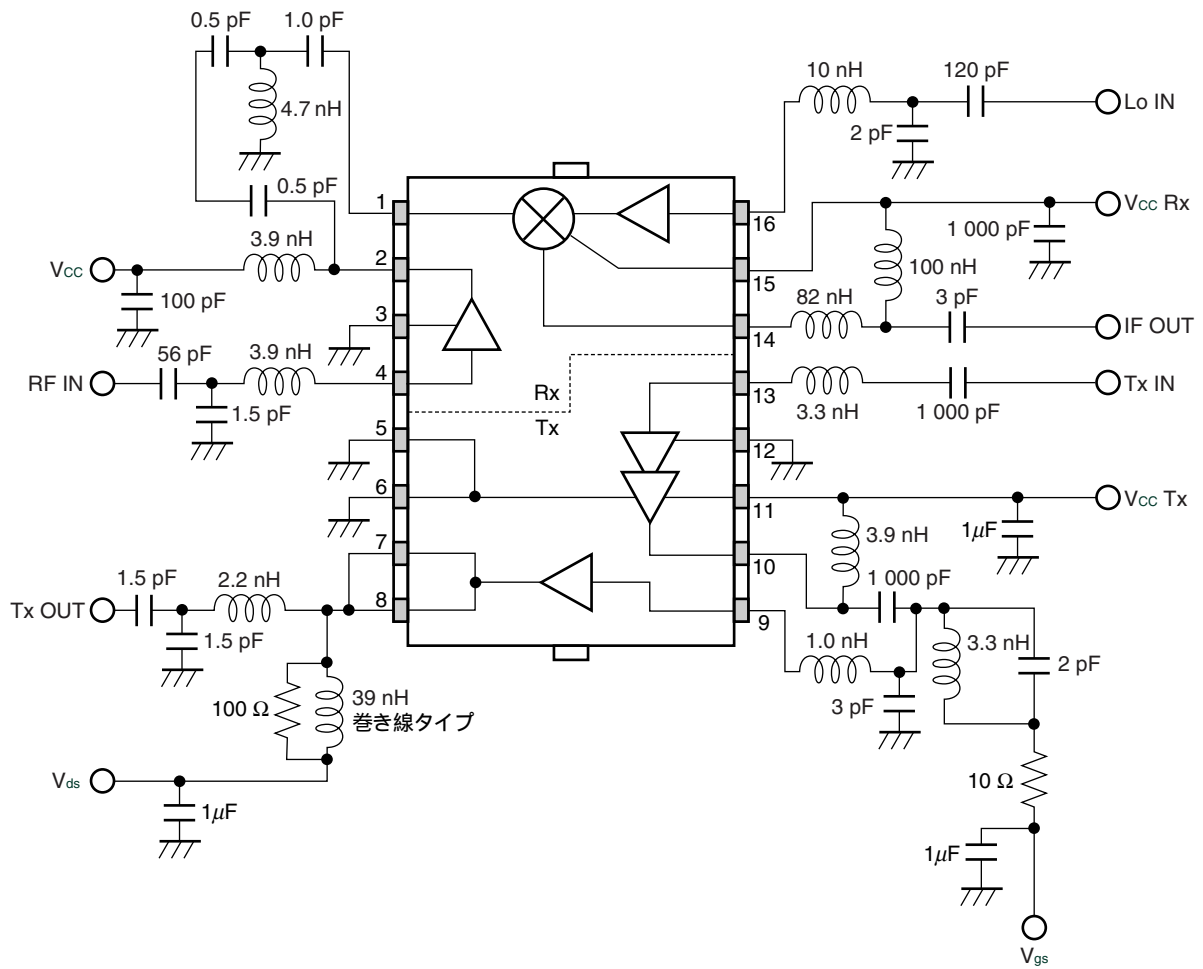 0.5 pF
1.0 pF
4.7 nH
0.5 pF
3.9 nH
VCC
100 pF
56 pF
3.9 nH
RF IN
1.5 pF
1.5 pF
2.2 nH
Tx OUT
1.5 pF
100 Ω
39 nH
巻き線タイプ
Vds
1μF
1
2
3
4
5
6
7
8
Rx
Tx
16
15
14
13
12
11
10
9
10 nH
120 pF
Lo IN
2 pF
VCC Rx
1 000 pF
100 nH
82 nH
3 pF
IF OUT
Tx IN
3.3 nH
1 000 pF
VCC Tx
1μF
3.9 nH
1 000 pF
1.0 nH
3.3 nH
2 pF
3 pF
10 Ω
1μF
Vgs